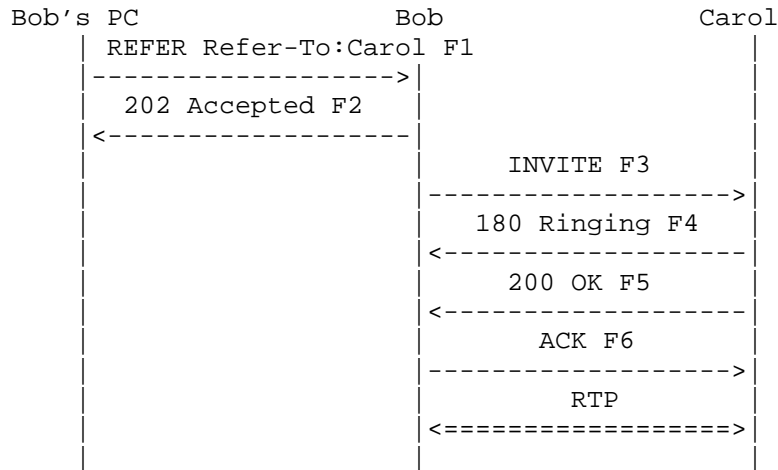 Bob's PC Bob Carol
REFER Refer-To:Carol F1
202 Accepted F2
INVITE F3
180 Ringing F4
200 OK F5
ACK F6
RTP